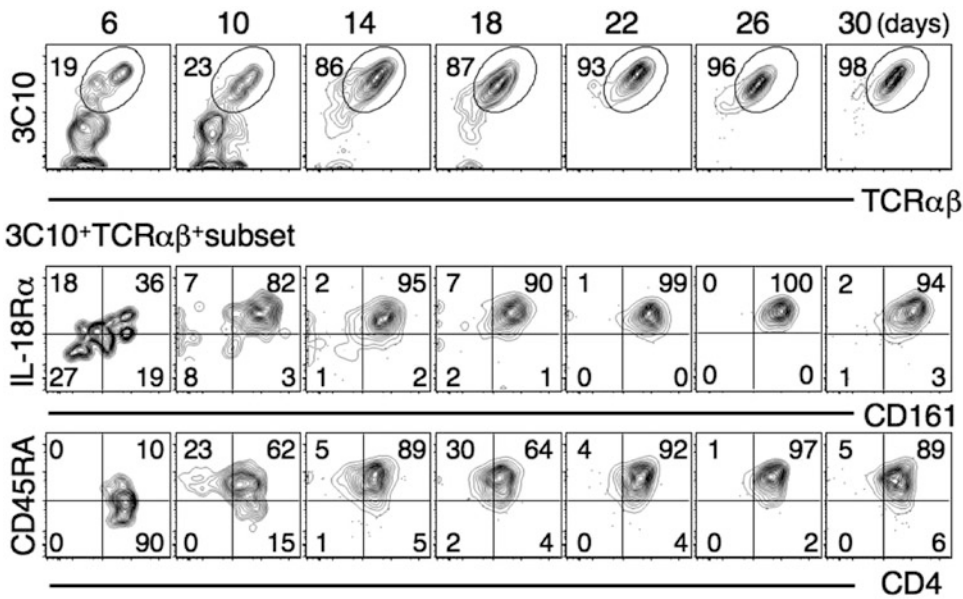 6 10 14 18 22 26 30 (days)
3C10
19 23 86 87 93 96 98
TCRαβ
3C10⁺TCRαβ⁺subset
IL-18Rα
18 36 7 82 2 95 7 90 1 99 0 100 2 94
27 19 8 3 1 2 2 1 0 0 0 0 1 3
CD161
CD45RA
0 10 23 62 5 89 30 64 4 92 1 97 5 89
0 90 0 15 1 5 2 4 0 4 0 2 0 6
CD4